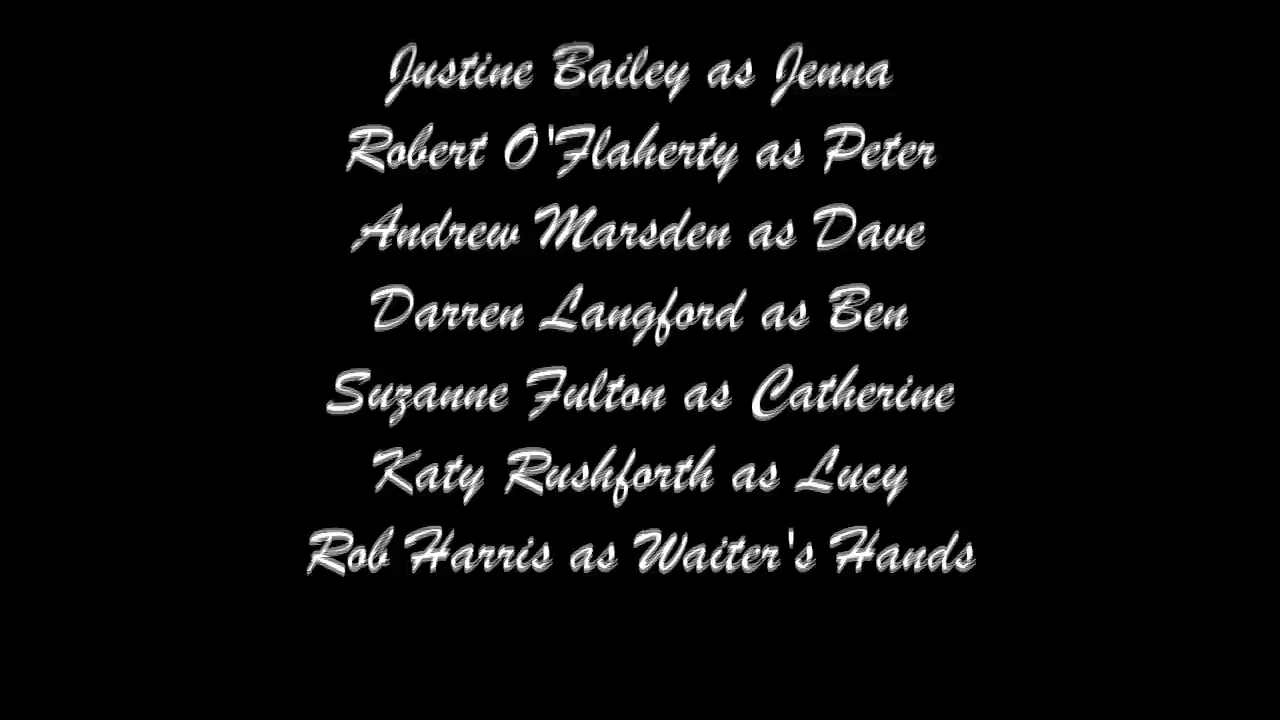 Justine Bailey as Jenna
Robert O'Flaherty as Peter
Andrew Marsden as Dave
Darren Langford as Ben
Suzanne Fulton as Catherine
Katy Rushforth as Lucy
Rob Harris as Waiter's Hands